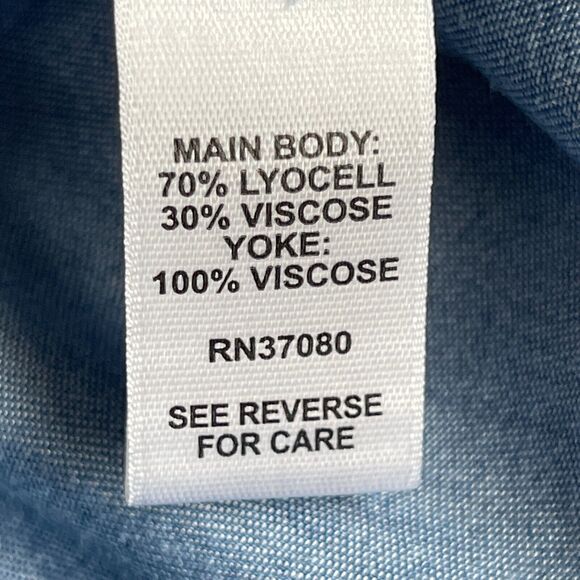 MAIN BODY:
70% LYOCELL
30% VISCOSE
YOKE:
100% VISCOSE
RN37080
SEE REVERSE
FOR CARE